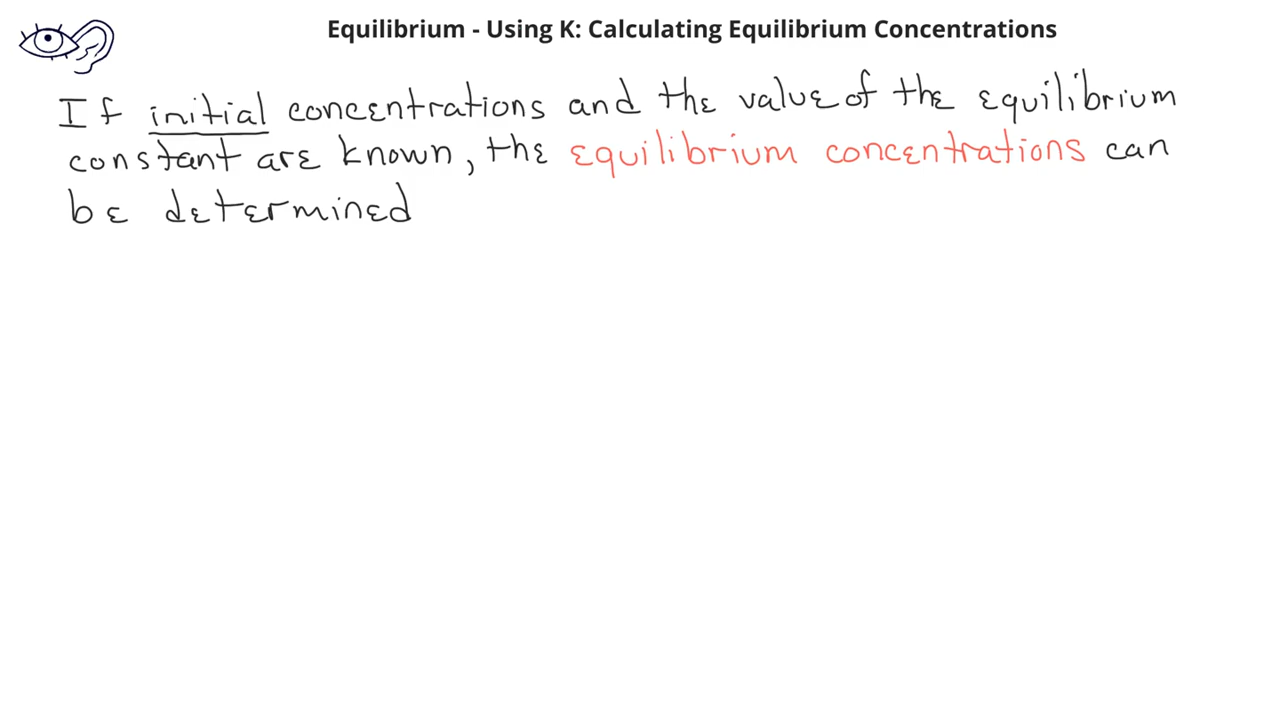 Equilibrium - Using K: Calculating Equilibrium Concentrations
If initial concentrations and the value of the equilibrium
constant are known, the equilibrium concentrations can
be determined